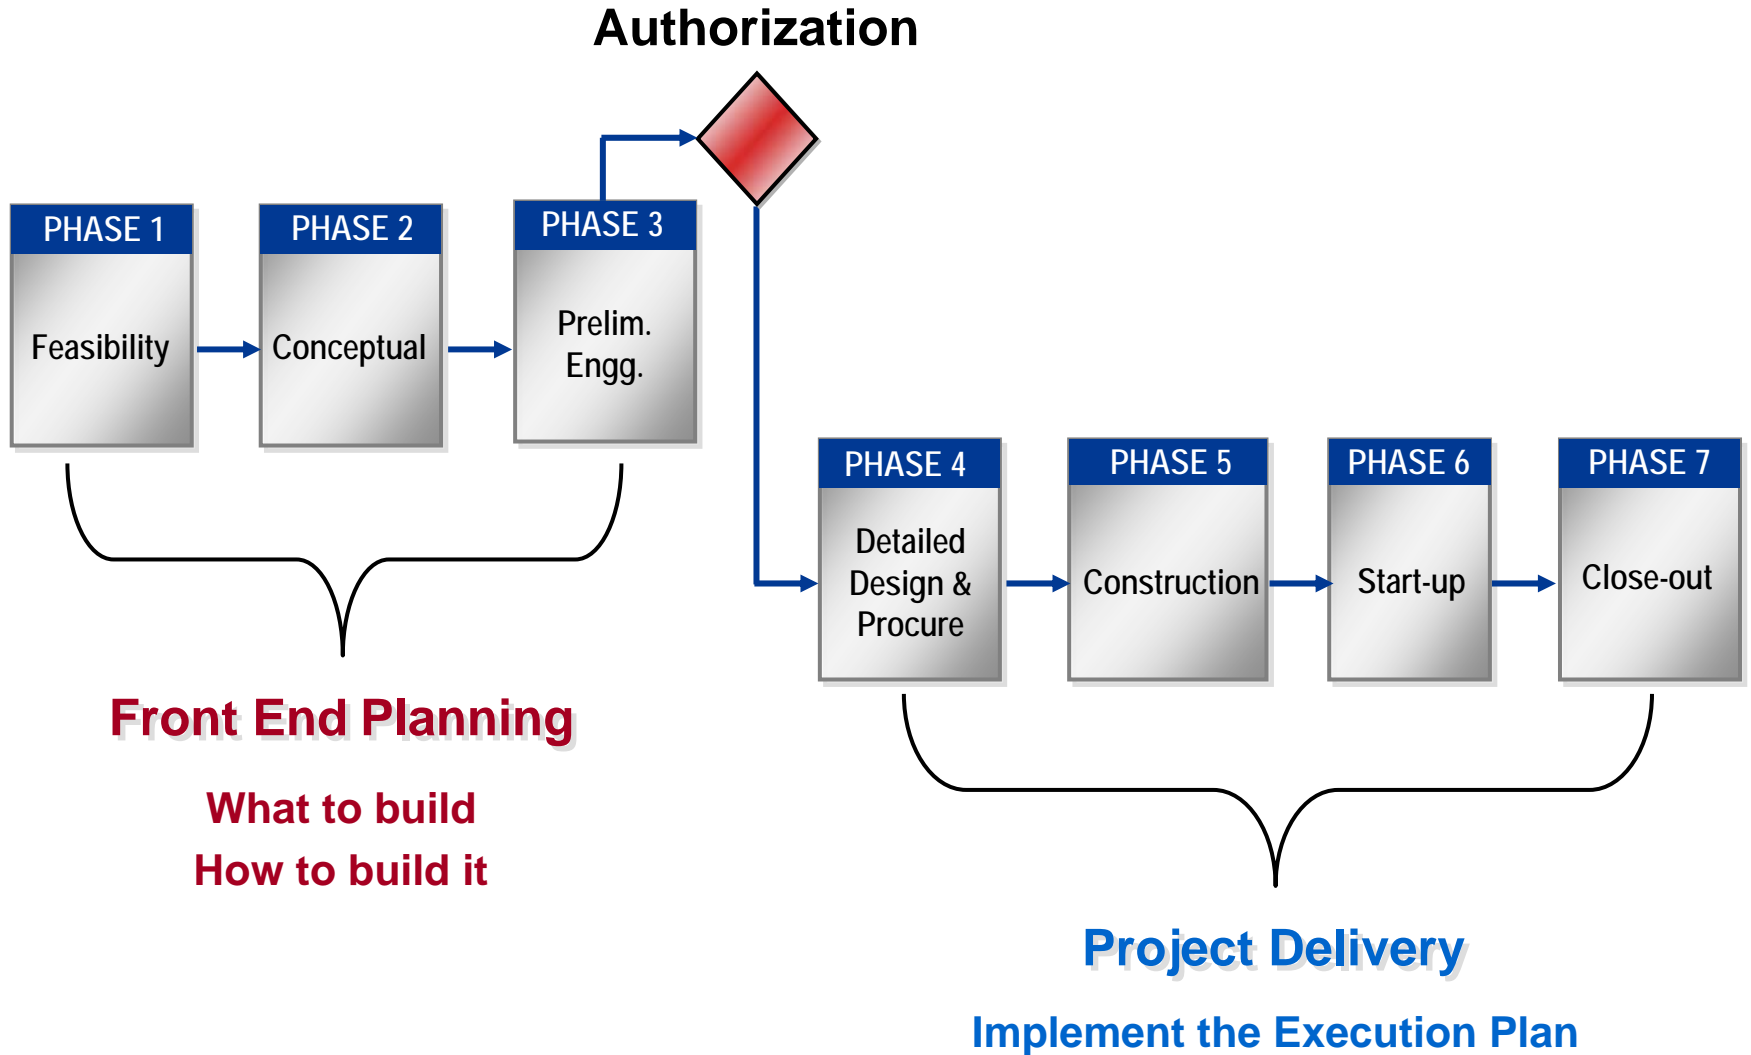 Authorization
PHASE 1
Feasibility
PHASE 2
Conceptual
PHASE 3
Prelim.
Engg.
PHASE 4
Detailed
Design &
Procure
PHASE 5
Construction
PHASE 6
Start-up
PHASE 7
Close-out
Front End Planning
What to build
How to build it
Project Delivery
Implement the Execution Plan